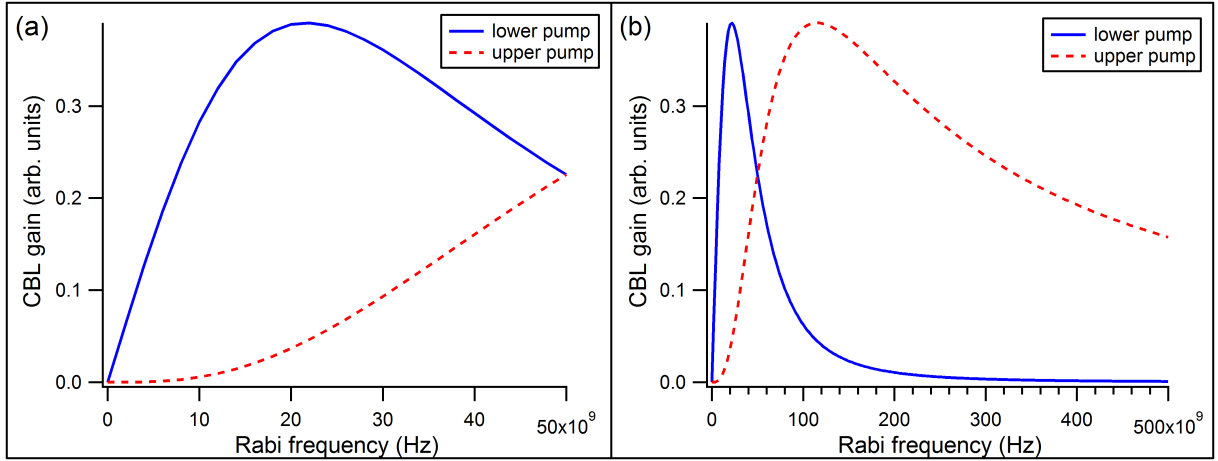 (a)
lower pump
upper pump
CBL gain (arb. units)
0.3
0.2
0.1
0.0
0 10 20 30 40 50x10⁹
Rabi frequency (Hz)
(b)
lower pump
upper pump
CBL gain (arb. units)
0.3
0.2
0.1
0.0
0 100 200 300 400 500x10⁹
Rabi frequency (Hz)